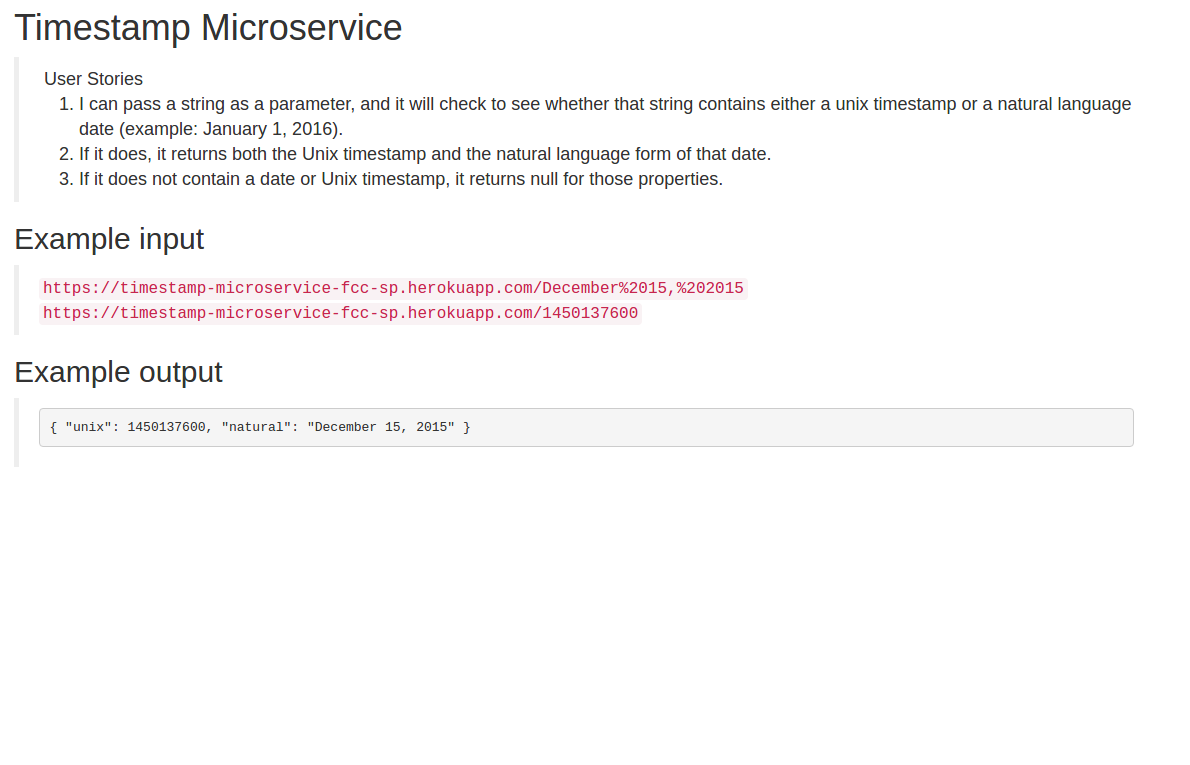 Timestamp Microservice
User Stories
1. I can pass a string as a parameter, and it will check to see whether that string contains either a unix timestamp or a natural language
date (example: January 1, 2016).
2. If it does, it returns both the Unix timestamp and the natural language form of that date.
3. If it does not contain a date or Unix timestamp, it returns null for those properties.
Example input
https://timestamp-microservice-fcc-sp.herokuapp.com/December%2015,%202015
https://timestamp-microservice-fcc-sp.herokuapp.com/1450137600
Example output
{ "unix": 1450137600, "natural": "December 15, 2015" }